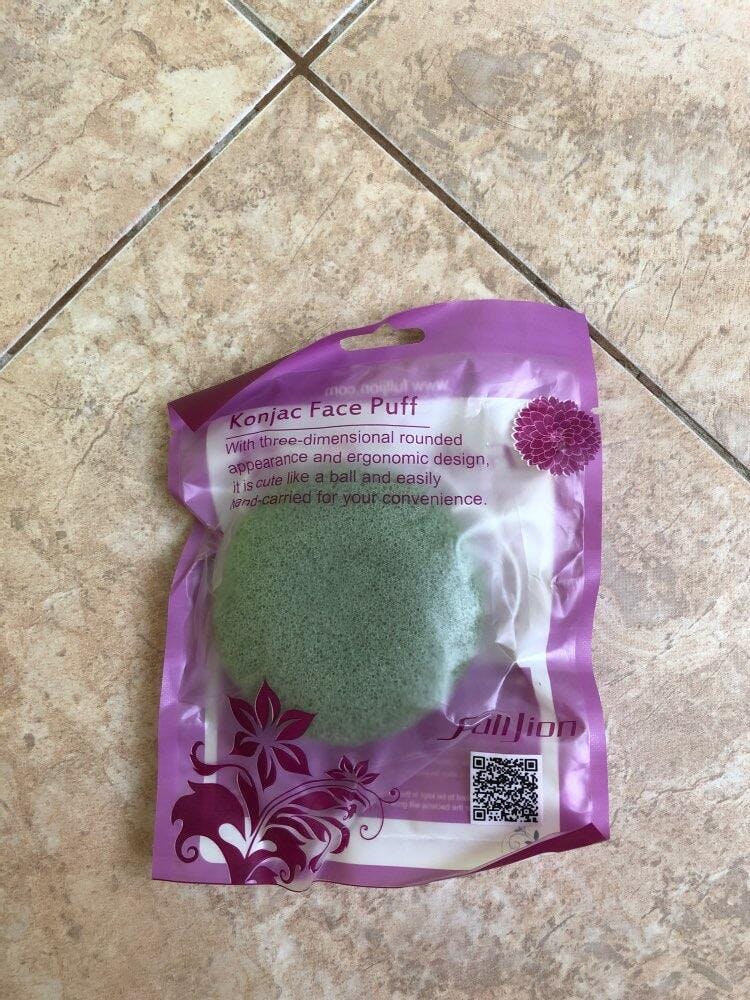 www.fulljion.com
Konjac Face Puff
With three-dimensional rounded
appearance and ergonomic design,
it is cute like a ball and easily
hand-carried for your convenience.
fulljion